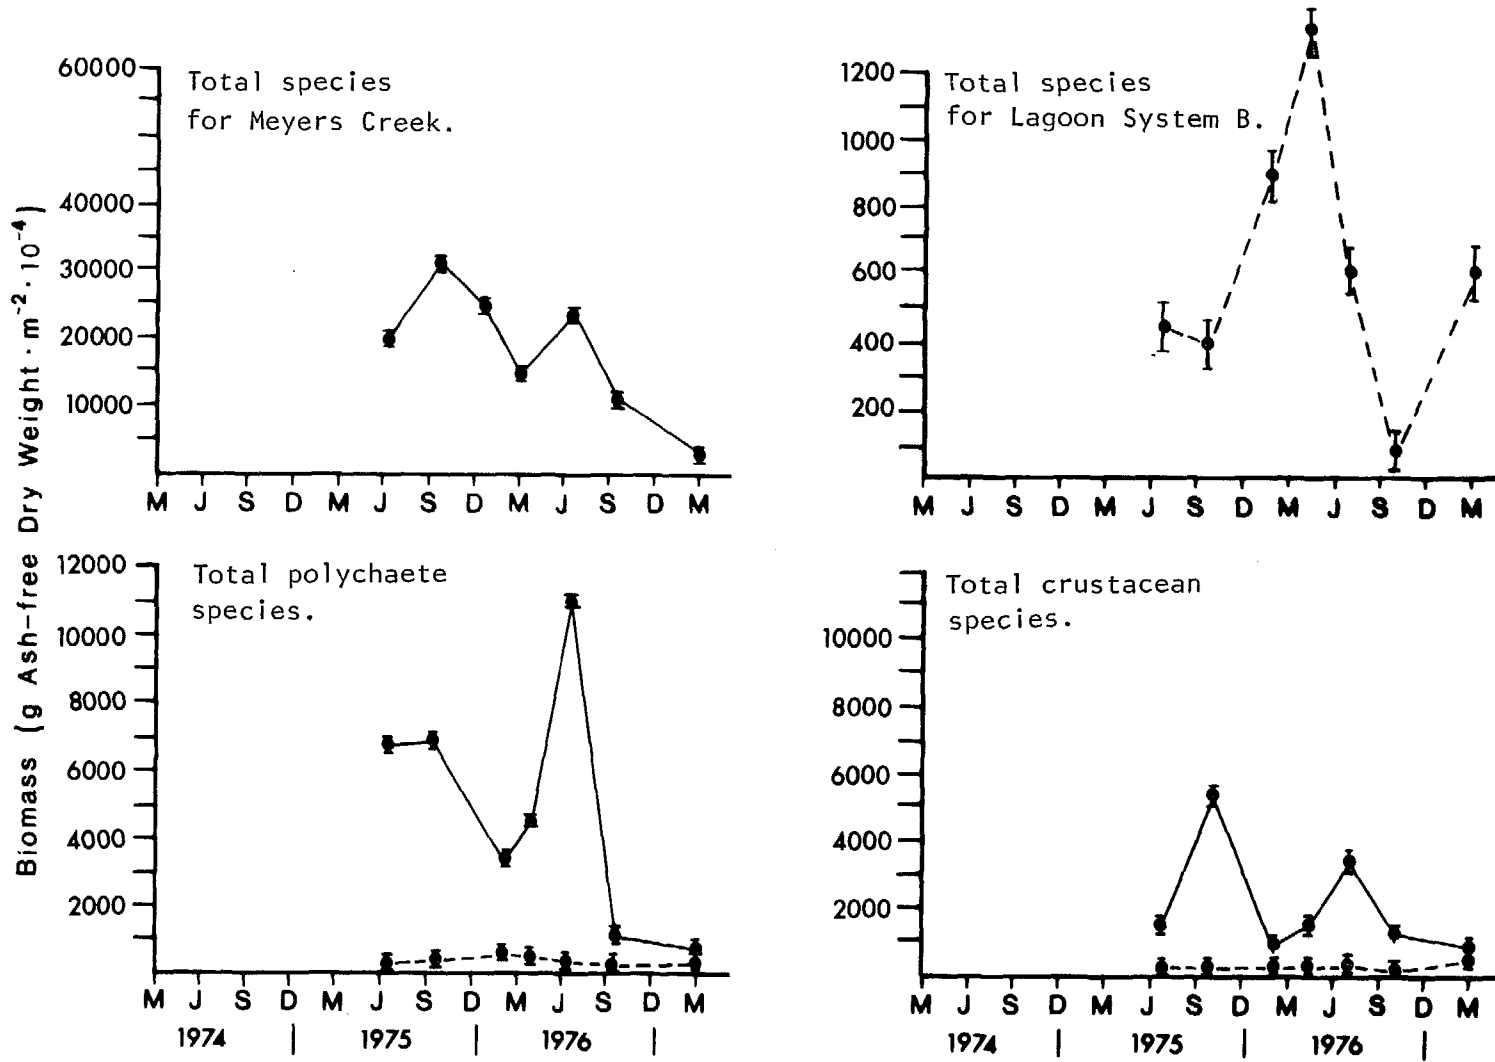 Biomass (g Ash-free Dry Weight · m-2 · 10-4)
Total species
for Meyers Creek.
60000
40000
30000
20000
10000
M J S D M J S D M J S D M
Total species
for Lagoon System B.
1200
1000
800
600
400
200
M J S D M J S D M J S D M
Total polychaete
species.
12000
10000
8000
6000
4000
2000
M J S D M J S D M J S D M
1974 | 1975 | 1976 |
Total crustacean
species.
10000
8000
6000
4000
2000
M J S D M J S D M J S D M
1974 | 1975 | 1976 |